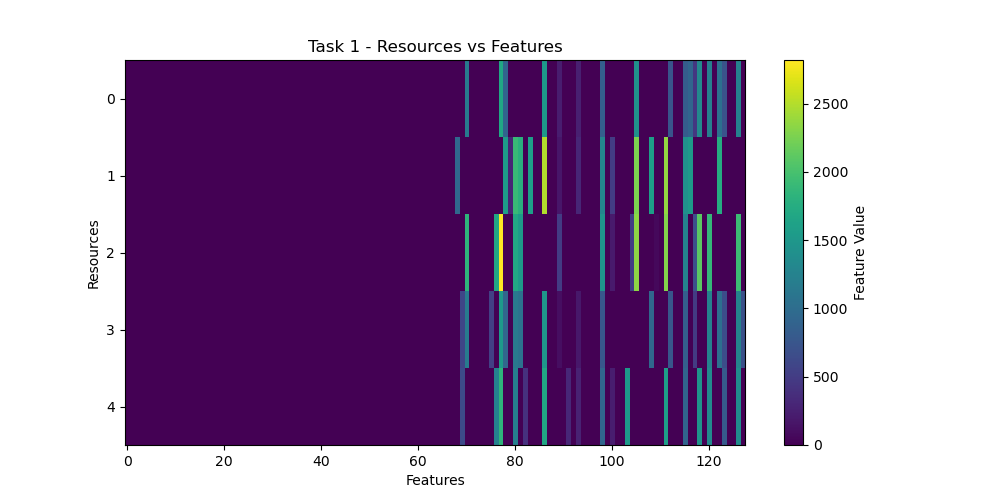 Task 1 - Resources vs Features
0
1
2
3
4
Resources
0 20 40 60 80 100 120
Features
2500
2000
1500
1000
500
0
Feature Value